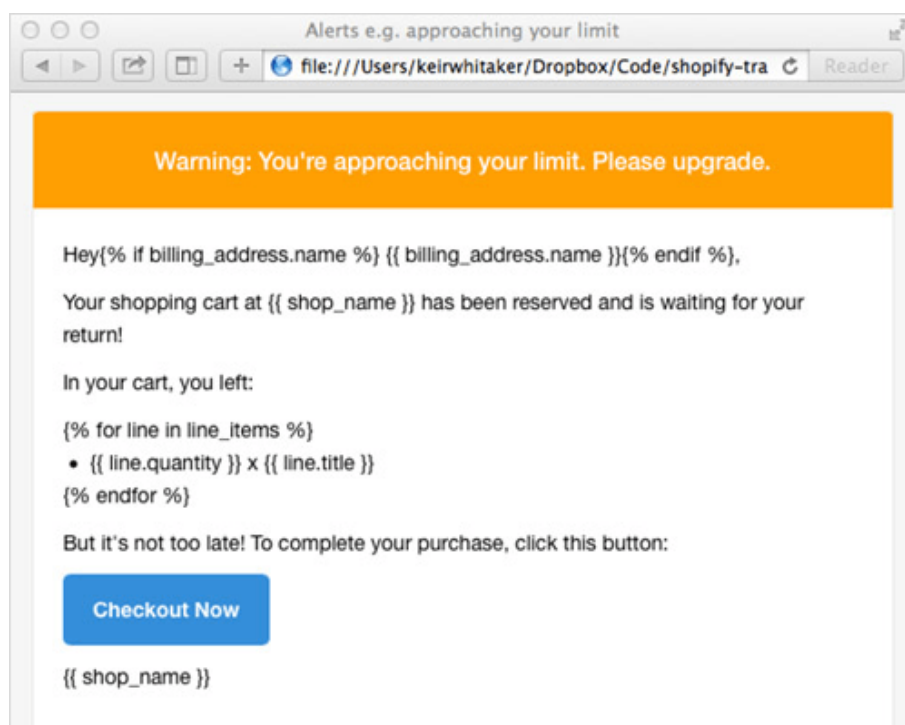 Alerts e.g. approaching your limit
file:///Users/keirwhitaker/Dropbox/Code/shopify-tra
Reader
Warning: You're approaching your limit. Please upgrade.
Hey{% if billing_address.name %} {{ billing_address.name }}{% endif %},
Your shopping cart at {{ shop_name }} has been reserved and is waiting for your
return!
In your cart, you left:
{% for line in line_items %}
• {{ line.quantity }} x {{ line.title }}
{% endfor %}
But it's not too late! To complete your purchase, click this button:
Checkout Now
{{ shop_name }}